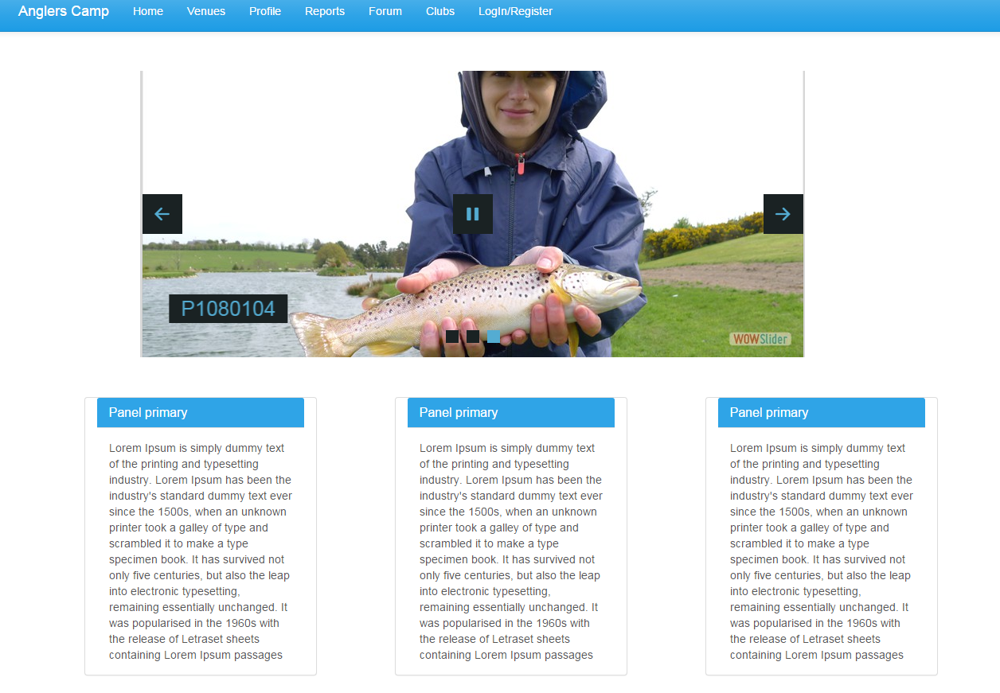 Anglers Camp Home Venues Profile Reports Forum Clubs LogIn/Register
P1080104
WOWSlider
Panel primary
Lorem Ipsum is simply dummy text
of the printing and typesetting
industry. Lorem Ipsum has been the
industry's standard dummy text ever
since the 1500s, when an unknown
printer took a galley of type and
scrambled it to make a type
specimen book. It has survived not
only five centuries, but also the leap
into electronic typesetting,
remaining essentially unchanged. It
was popularised in the 1960s with
the release of Letraset sheets
containing Lorem Ipsum passages
Panel primary
Lorem Ipsum is simply dummy text
of the printing and typesetting
industry. Lorem Ipsum has been the
industry's standard dummy text ever
since the 1500s, when an unknown
printer took a galley of type and
scrambled it to make a type
specimen book. It has survived not
only five centuries, but also the leap
into electronic typesetting,
remaining essentially unchanged. It
was popularised in the 1960s with
the release of Letraset sheets
containing Lorem Ipsum passages
Panel primary
Lorem Ipsum is simply dummy text
of the printing and typesetting
industry. Lorem Ipsum has been the
industry's standard dummy text ever
since the 1500s, when an unknown
printer took a galley of type and
scrambled it to make a type
specimen book. It has survived not
only five centuries, but also the leap
into electronic typesetting,
remaining essentially unchanged. It
was popularised in the 1960s with
the release of Letraset sheets
containing Lorem Ipsum passages